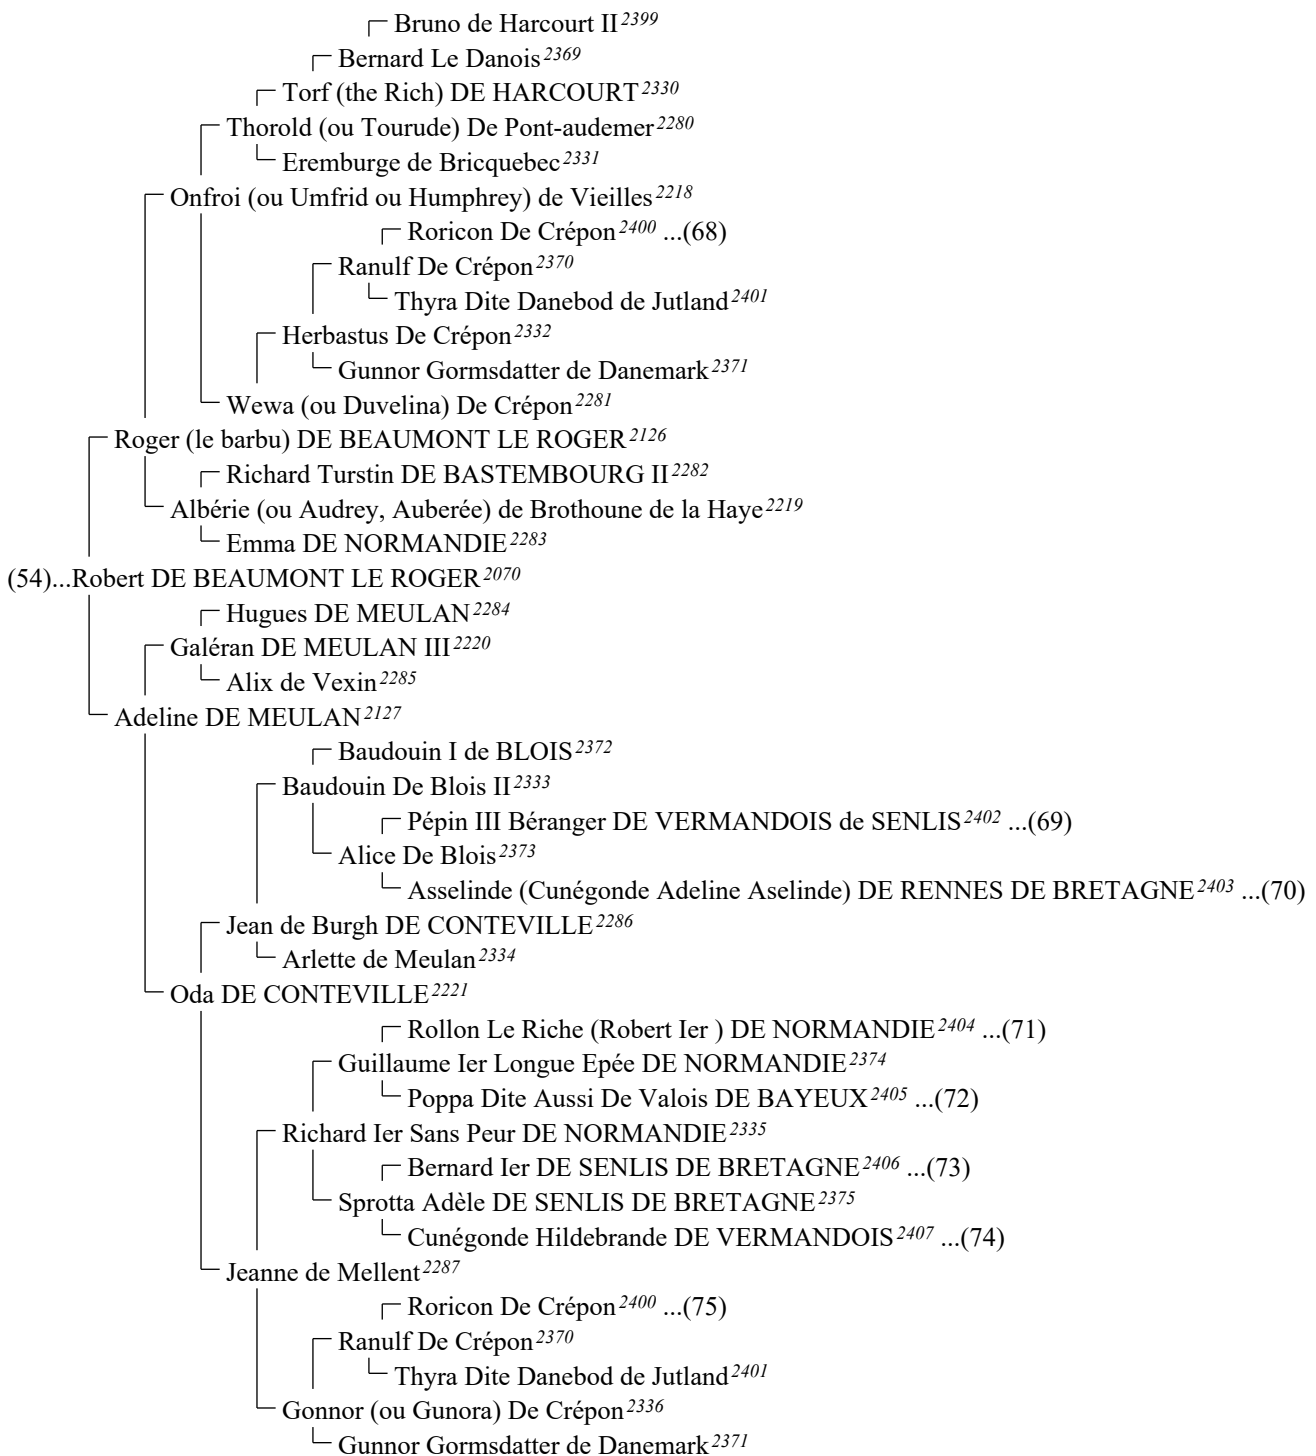 Bruno de Harcourt II2399
Bernard Le Danois2369
Torf (the Rich) DE HARCOURT2330
Thorold (ou Tourude) De Pont-audemer2280
Eremburge de Bricquebec2331
Onfroi (ou Umfrid ou Humphrey) de Vieilles2218
Roricon De Crépon2400 ...(68)
Ranulf De Crépon2370
Thyra Dite Danebod de Jutland2401
Herbastus De Crépon2332
Gunnor Gormsdatter de Danemark2371
Wewa (ou Duvelina) De Crépon2281
Roger (le barbu) DE BEAUMONT LE ROGER2126
Richard Turstin DE BASTEMBOURG II2282
Albérie (ou Audrey, Auberée) de Brothoune de la Haye2219
Emma DE NORMANDIE2283
(54)...Robert DE BEAUMONT LE ROGER2070
Hugues DE MEULAN2284
Galéran DE MEULAN III2220
Alix de Vexin2285
Adeline DE MEULAN2127
Baudouin I de BLOIS2372
Baudouin De Blois II2333
Pépin III Béranger DE VERMANDOIS de SENLIS2402 ...(69)
Alice De Blois2373
Asselinde (Cunégonde Adeline Aselinde) DE RENNES DE BRETAGNE2403 ...(70)
Jean de Burgh DE CONTEVILLE2286
Arlette de Meulan2334
Oda DE CONTEVILLE2221
Rollon Le Riche (Robert Ier ) DE NORMANDIE2404 ...(71)
Guillaume Ier Longue Epée DE NORMANDIE2374
Poppa Dite Aussi De Valois DE BAYEUX2405 ...(72)
Richard Ier Sans Peur DE NORMANDIE2335
Bernard Ier DE SENLIS DE BRETAGNE2406 ...(73)
Sprotta Adèle DE SENLIS DE BRETAGNE2375
Cunégonde Hildebrande DE VERMANDOIS2407 ...(74)
Jeanne de Mellent2287
Roricon De Crépon2400 ...(75)
Ranulf De Crépon2370
Thyra Dite Danebod de Jutland2401
Gonnor (ou Gunora) De Crépon2336
Gunnor Gormsdatter de Danemark2371